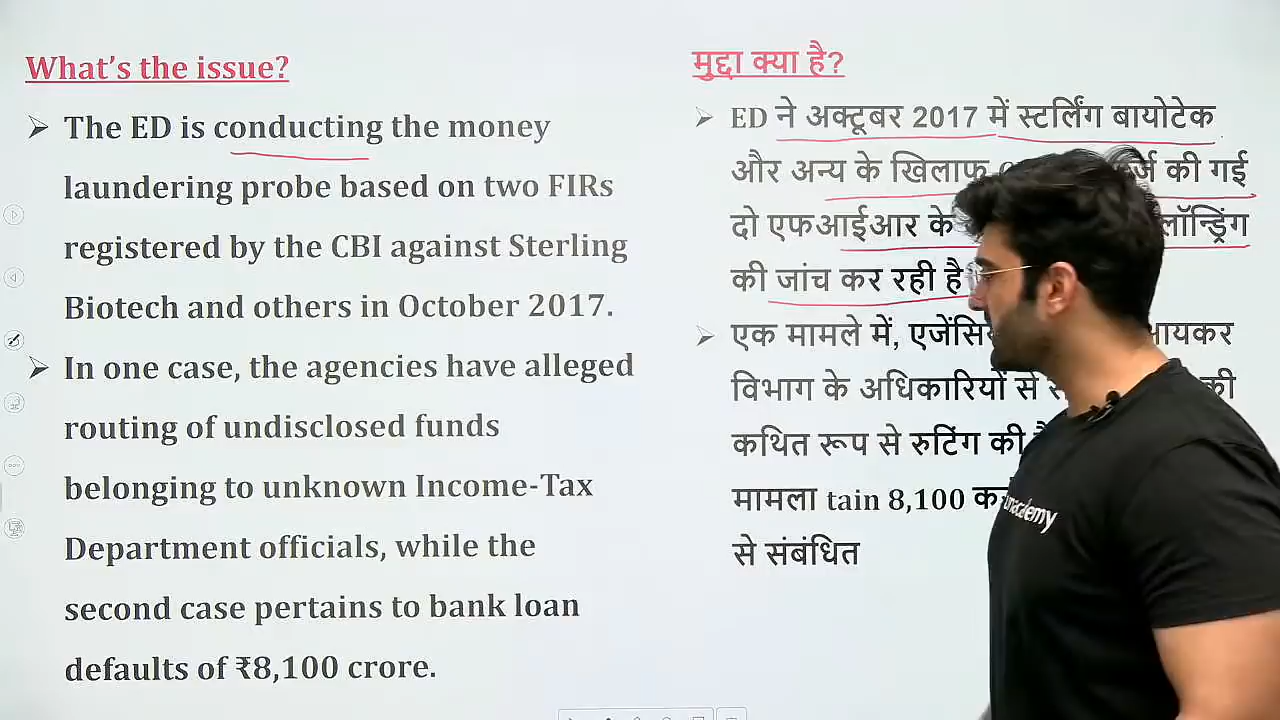 What's the issue?
➤ The ED is conducting the money
laundering probe based on two FIRs
registered by the CBI against Sterling
Biotech and others in October 2017.
➤ In one case, the agencies have alleged
routing of undisclosed funds
belonging to unknown Income-Tax
Department officials, while the
second case pertains to bank loan
defaults of ₹8,100 crore.
मुद्दा क्या है?
➤ ED ने अक्टूबर 2017 में स्टर्लिंग बायोटेक
और अन्य के खिलाफ की गई
दो एफआईआर के लॉन्ड्रिंग
की जांच कर रही है
➤ एक मामले में,
विभाग के अधिकारियों से की
कथित रूप से रुटिंग की
मामला tain 8,100
से संबंधित
unacademy